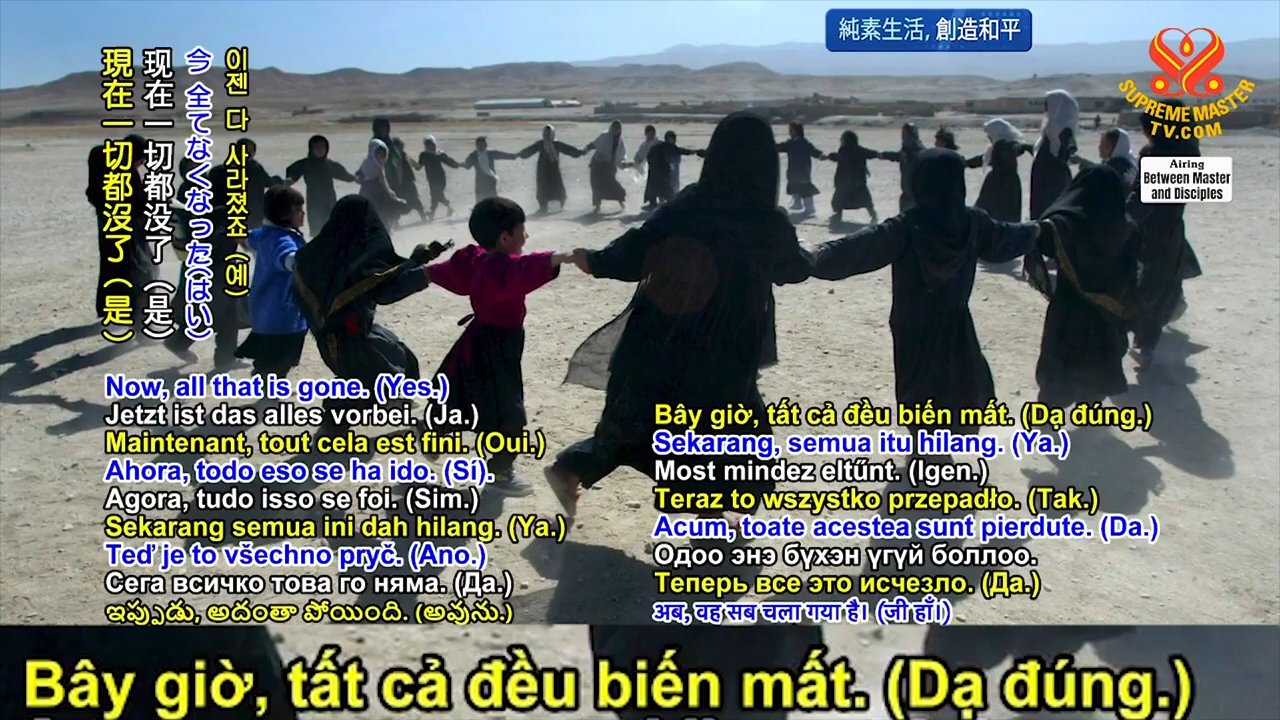 純素生活, 創造和平
SUPREME MASTER
TV.COM
Airing
Between Master
and Disciples
이젠 다 사라졌죠 (예)
今 全てなくなった(はい)
现在一切都没了（是）
現在一切都沒了（是）
Now, all that is gone. (Yes.)
Jetzt ist das alles vorbei. (Ja.)
Maintenant, tout cela est fini. (Oui.)
Ahora, todo eso se ha ido. (Sí).
Agora, tudo isso se foi. (Sim.)
Sekarang semua ini dah hilang. (Ya.)
Teď je to všechno pryč. (Ano.)
Сега всичко това го няма. (Да.)
ఇప్పుడు, అదంతా పోయింది. (అవును.)
Bây giờ, tất cả đều biến mất. (Dạ đúng.)
Sekarang, semua itu hilang. (Ya.)
Most mindez eltűnt. (Igen.)
Teraz to wszystko przepadło. (Tak.)
Acum, toate acestea sunt pierdute. (Da.)
Одоо энэ бүхэн үгүй боллоо.
Теперь все это исчезло. (Да.)
अब, वह सब चला गया है। (जी हाँ।)
Bây giờ, tất cả đều biến mất. (Dạ đúng.)